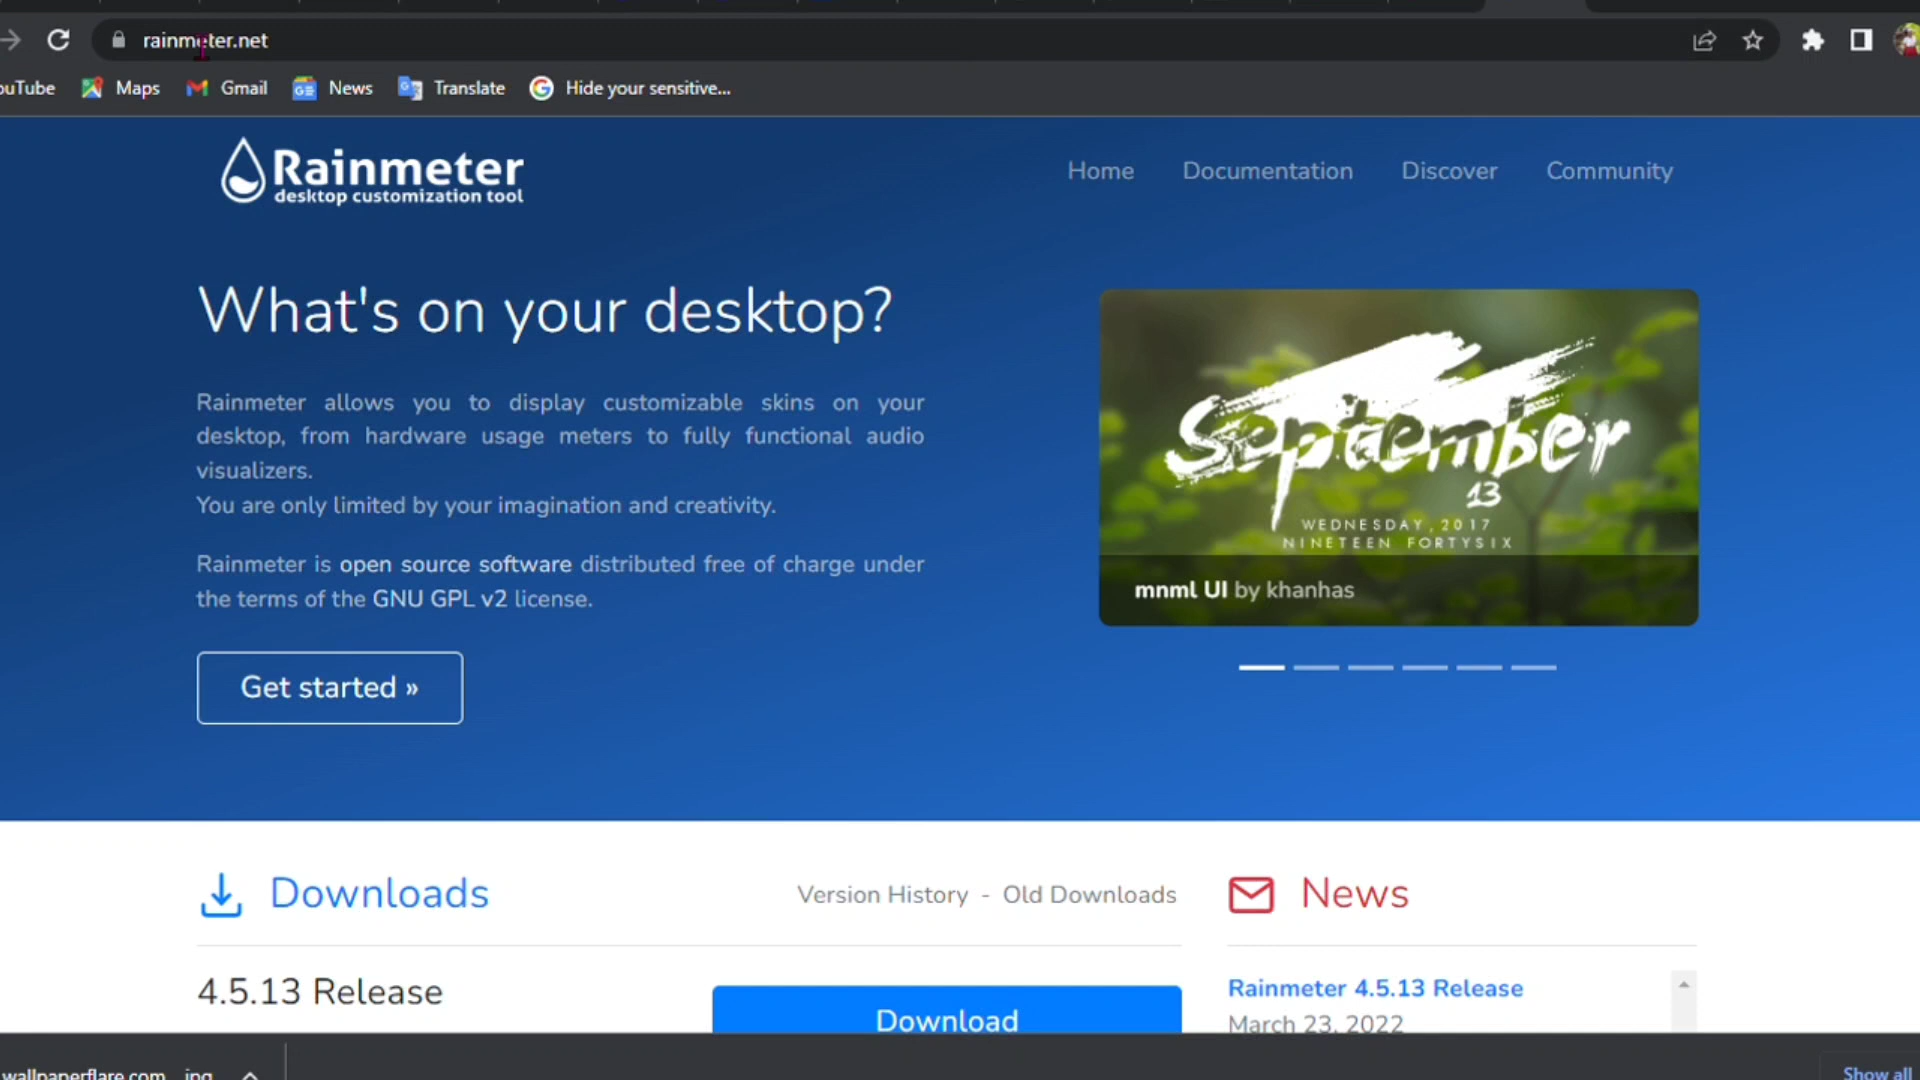 rainmeter.net
ouTube Maps Gmail News Translate Hide your sensitive...
Rainmeter
desktop customization tool
Home Documentation Discover Community
What's on your desktop?
Rainmeter allows you to display customizable skins on your
desktop, from hardware usage meters to fully functional audio
visualizers.
You are only limited by your imagination and creativity.
Rainmeter is open source software distributed free of charge under
the terms of the GNU GPL v2 license.
Get started »
September
13
WEDNESDAY, 2017
NINETEEN FORTYSIX
mnml UI by khanhas
Downloads
Version History - Old Downloads
4.5.13 Release
Download
News
Rainmeter 4.5.13 Release
March 23, 2022
wallpaperflare.com_.jpg
Show all